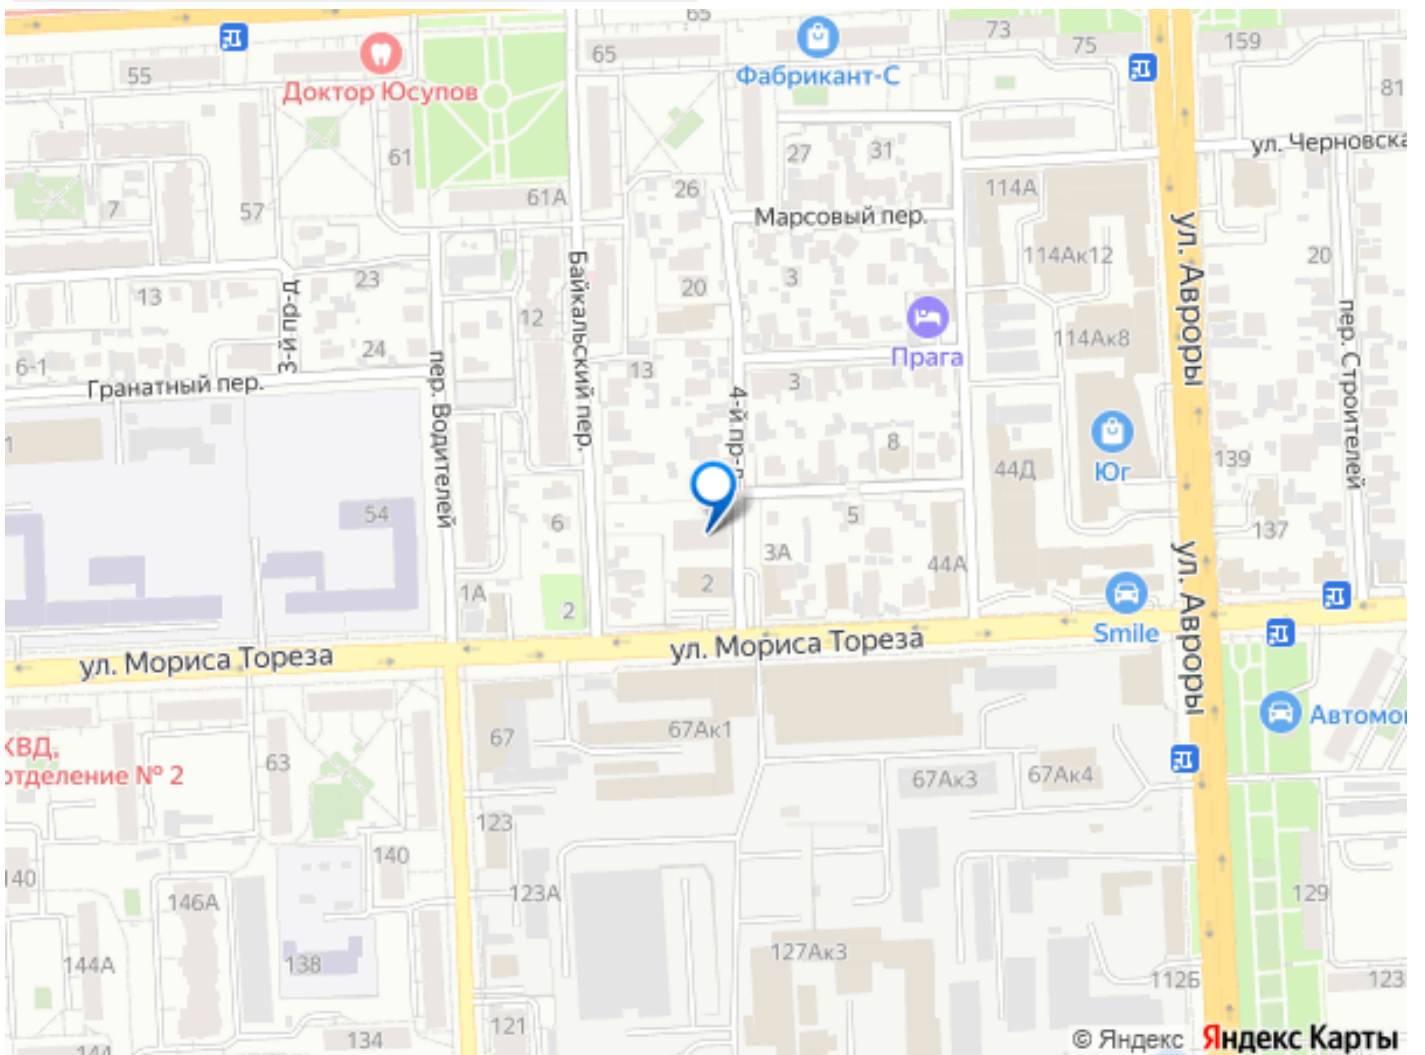 65
73
75
159
55
65
Доктор Юсупов
Фабрикант-С
81
ул. Черновска
27
31
61
26
61А
7
57
114А
Марсовый пер.
ул. Авроры
23
3
114Ак12
20
13
20
3-й пр-д
Байкальский пер.
12
Прага
114Ак8
пер. Строителей
6-1
24
Гранатный пер.
пер. Водителей
13
3
4-й пр-д
8
44Д
Юг
139
1
54
6
5
137
3А
44А
ул. Авроры
1А
2
2
Smile
ул. Мориса Тореза
ул. Мориса Тореза
67
67Ак1
Автомо
КВД,
отделение № 2
63
67Ак3
67Ак4
123
140
140
146А
123А
129
144А
138
127Ак3
112Б
123
121
134
144
© Яндекс Яндекс Карты